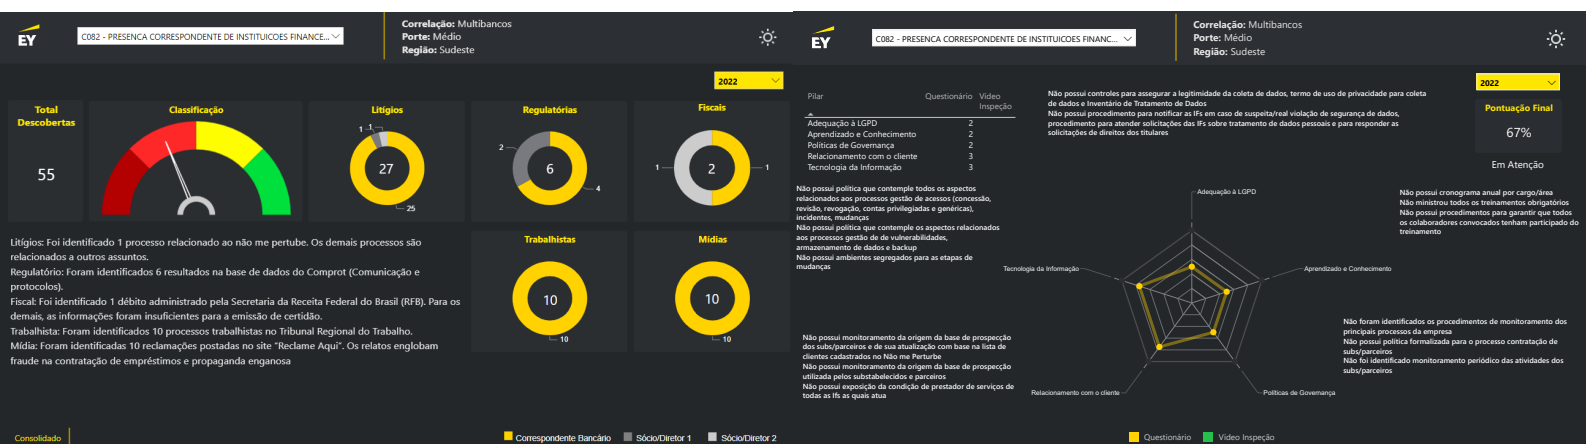 EY
C082 - PRESENCA CORRESPONDENTE DE INSTITUICOES FINANCE...
Correlação: Multibancos
Porte: Médio
Região: Sudeste
2022
Total
Descobertas
55
Classificação
Litígios
1
1
27
25
Regulatórias
2
6
4
Fiscais
1
2
1
Trabalhistas
10
10
Mídias
10
10
Litígios: Foi identificado 1 processo relacionado ao não me pertube. Os demais processos são
relacionados a outros assuntos.
Regulatório: Foram identificados 6 resultados na base de dados do Comprot (Comunicação e
protocolos).
Fiscal: Foi identificado 1 débito administrado pela Secretaria da Receita Federal do Brasil (RFB). Para os
demais, as informações foram insuficientes para a emissão de certidão.
Trabalhista: Foram identificados 10 processos trabalhistas no Tribunal Regional do Trabalho.
Mídia: Foram identificadas 10 reclamações postadas no site "Reclame Aqui". Os relatos englobam
fraude na contratação de empréstimos e propaganda enganosa
Consolidado
Correspondente Bancário
Sócio/Diretor 1
Sócio/Diretor 2
EY
C082 - PRESENCA CORRESPONDENTE DE INSTITUICOES FINANC...
Correlação: Multibancos
Porte: Médio
Região: Sudeste
2022
Pontuação Final
67%
Em Atenção
Pilar Questionário Vídeo
Inspeção
Adequação à LGPD 2
Aprendizado e Conhecimento 2
Políticas de Governança 2
Relacionamento com o cliente 3
Tecnologia da Informação 3
Não possui controles para assegurar a legitimidade da coleta de dados, termo de uso de privacidade para coleta
de dados e Inventário de Tratamento de Dados
Não possui procedimento para notificar as IFs em caso de suspeita/real violação de segurança de dados,
procedimento para atender solicitações das IFs sobre tratamento de dados pessoais e para responder as
solicitações de direitos dos titulares
Não possui política que contemple todos os aspectos
relacionados aos processos gestão de acessos (concessão,
revisão, revogação, contas privilegiadas e genéricas),
incidentes, mudanças
Não possui política que contemple os aspectos relacionados
aos processos gestão de de vulnerabilidades,
armazenamento de dados e backup
Não possui ambientes segregados para as etapas de
mudanças
Não possui cronograma anual por cargo/área
Não ministrou todos os treinamentos obrigatórios
Não possui procedimentos para garantir que todos
os colaboradores convocados tenham participado do
treinamento
Adequação à LGPD
Tecnologia da Informação
Aprendizado e Conhecimento
Relacionamento com o cliente
Políticas de Governança
Não possui monitoramento da origem da base de prospecção
dos subs/parceiros e de sua atualização com base na lista de
clientes cadastrados no Não me Perturbe
Não possui monitoramento da origem da base de prospecção
utilizada pelos substabelecidos e parceiros
Não possui exposição da condição de prestador de serviços de
todas as Ifs as quais atua
Não foram identificados os procedimentos de monitoramento dos
principais processos da empresa
Não possui política formalizada para o processo contratação de
subs/parceiros
Não foi identificado monitoramento periódico das atividades dos
subs/parceiros
Questionário
Vídeo Inspeção